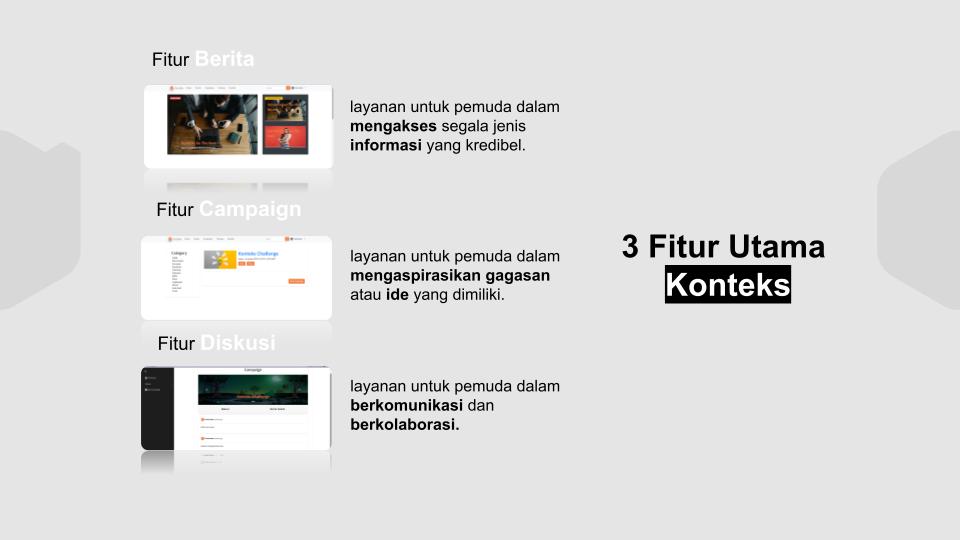 Fitur Berita
layanan untuk pemuda dalam
mengakses segala jenis
informasi yang kredibel.
Fitur Campaign
Category
Konteks Challenge
layanan untuk pemuda dalam
mengaspirasikan gagasan
atau ide yang dimiliki.
Fitur Diskusi
Campaign
layanan untuk pemuda dalam
berkomunikasi dan
berkolaborasi.
3 Fitur Utama
Konteks